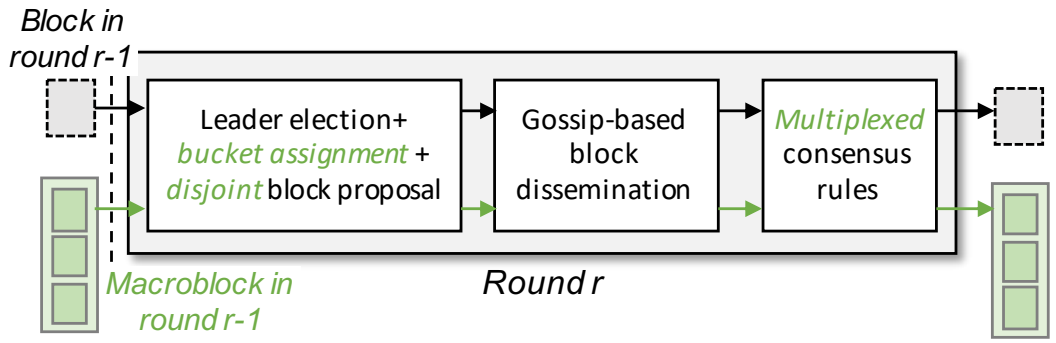 Block in
round r-1
Leader election+
bucket assignment +
disjoint block proposal
Gossip-based
block
dissemination
Multiplexed
consensus
rules
Macroblock in
round r-1
Round r